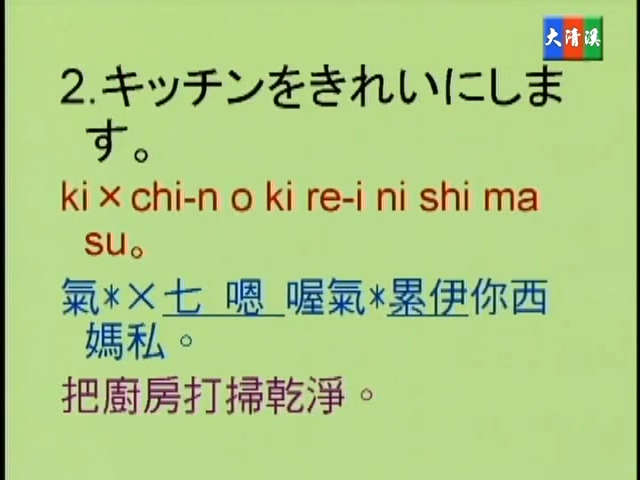 大清溪
2.キッチンをきれいにしま
す。
ki×chi-n o ki re-i ni shi ma
su。
氣*×七 嗯 喔氣*累伊你西
媽私。
把廚房打掃乾淨。